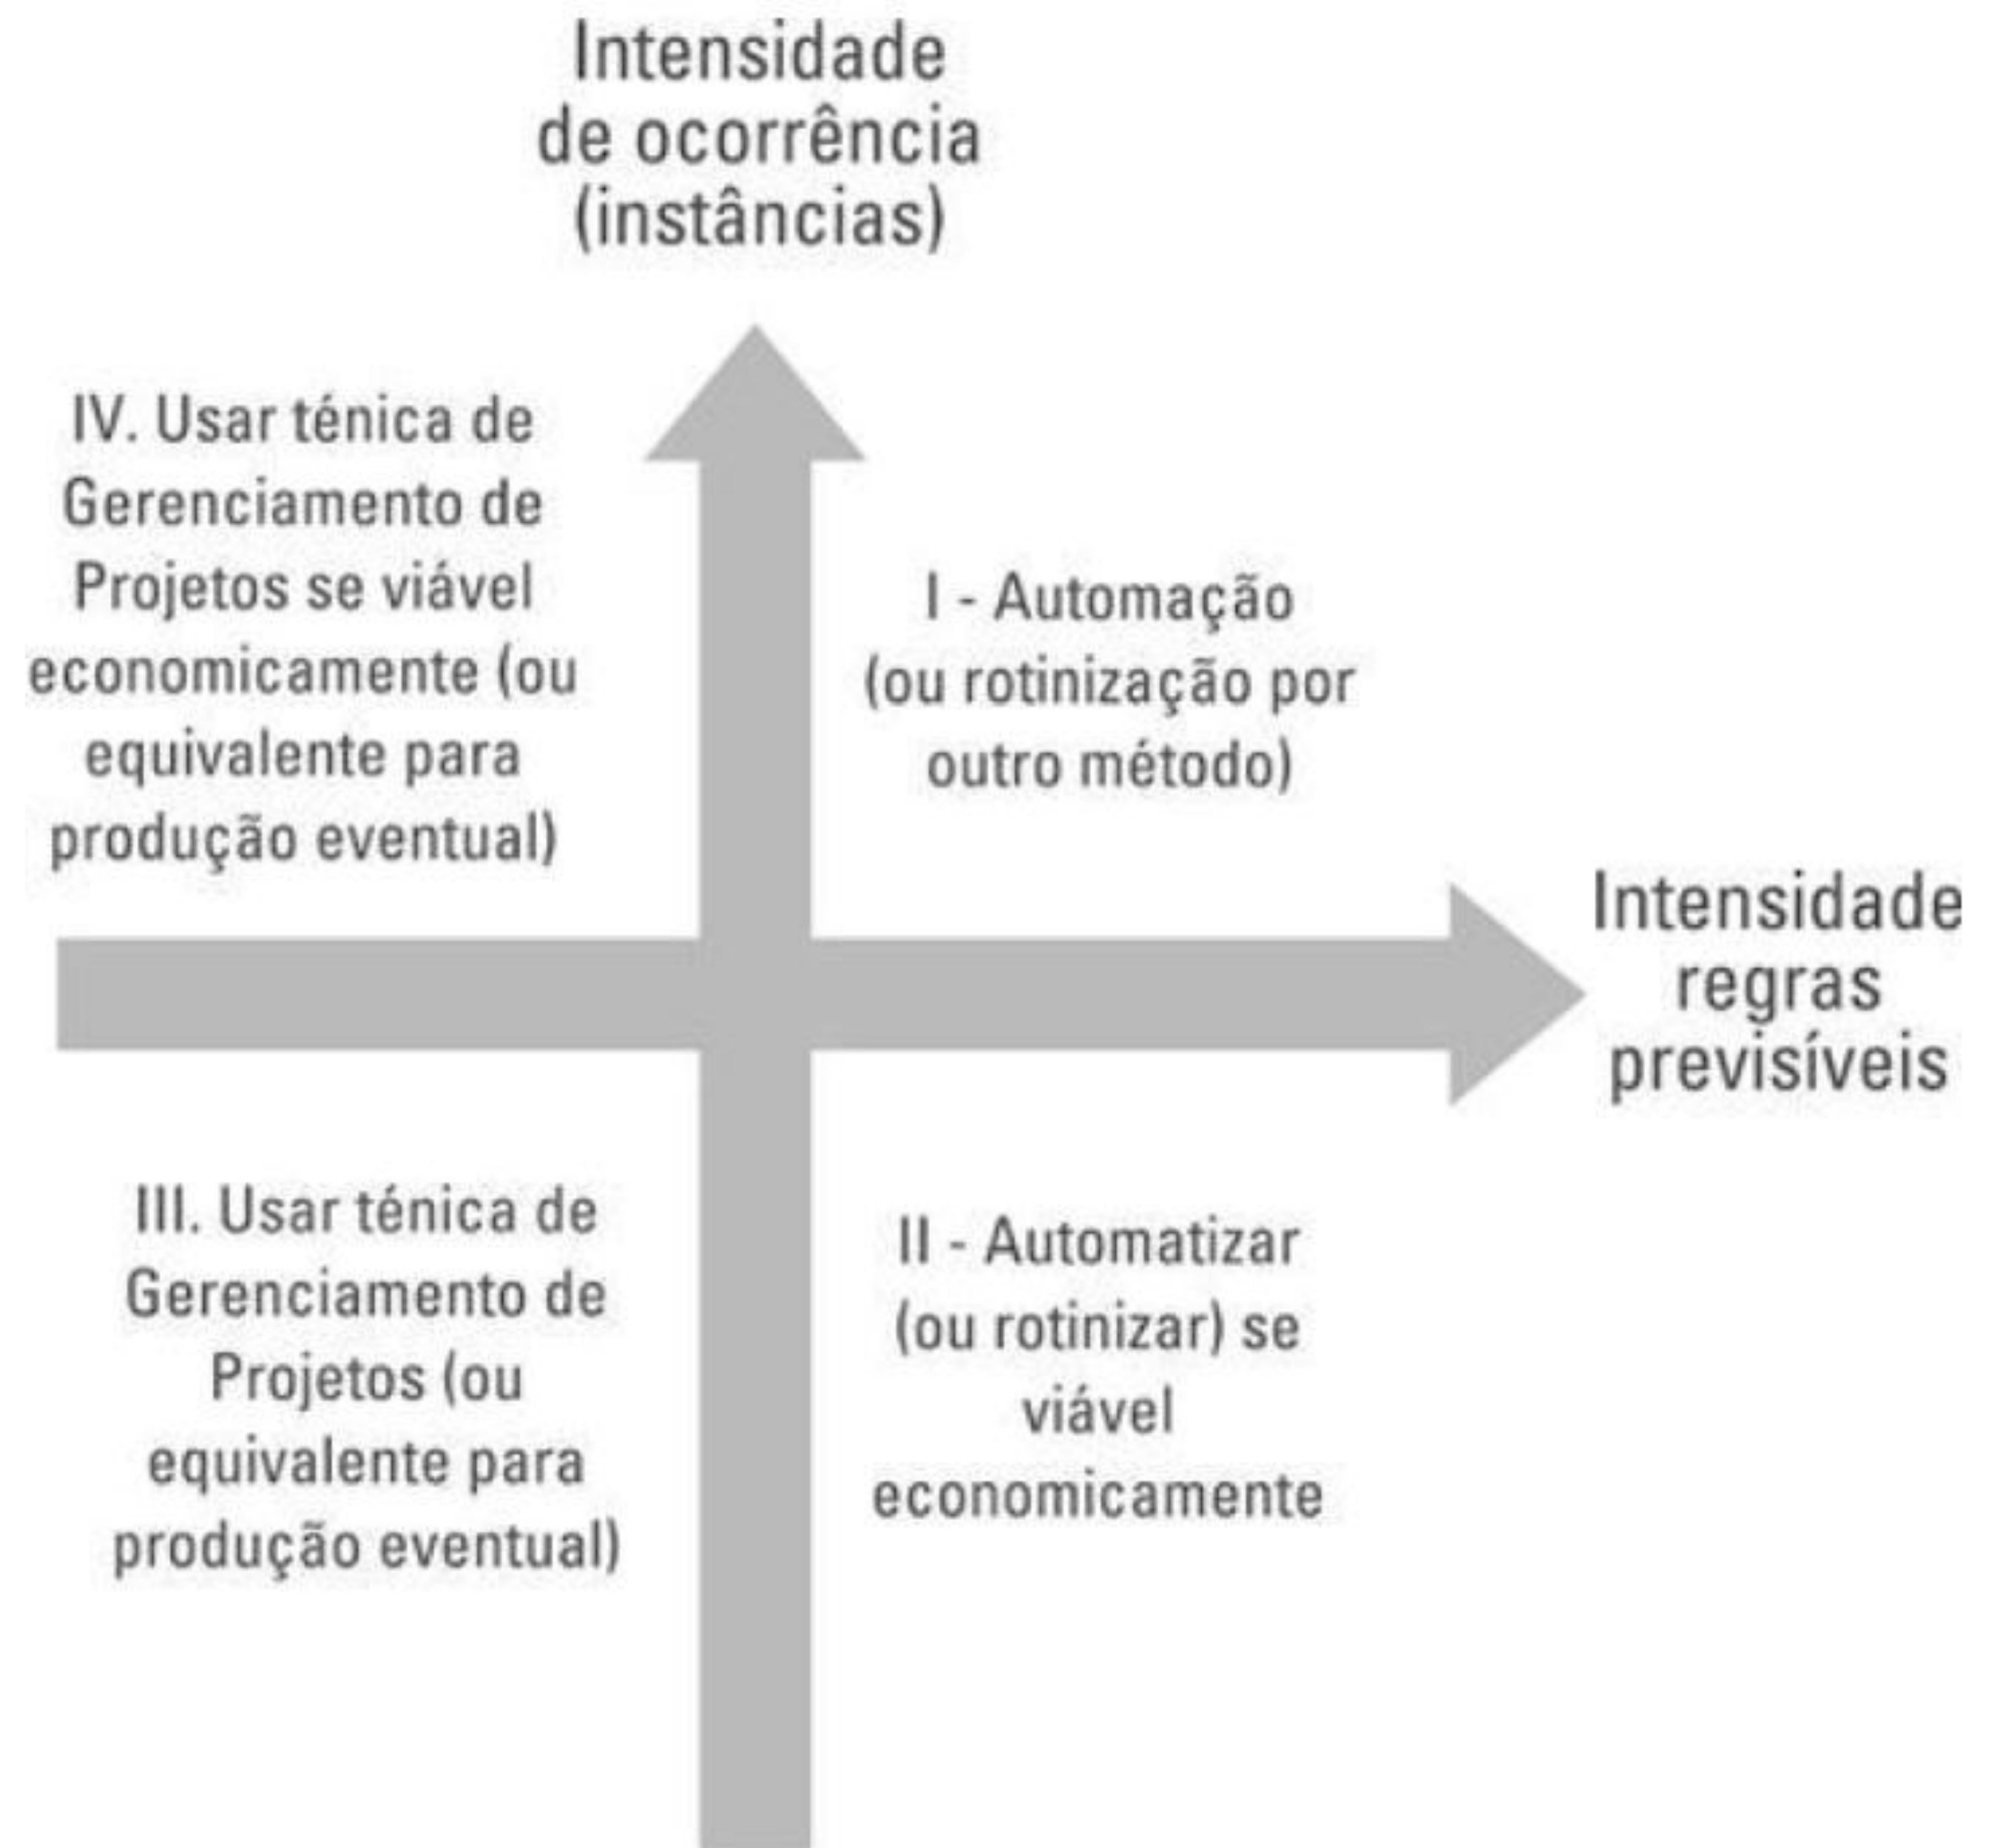 Intensidade
de ocorrência
(instâncias)
IV. Usar ténica de
Gerenciamento de
Projetos se viável
economicamente (ou
equivalente para
produção eventual)
I - Automação
(ou rotinização por
outro método)
Intensidade
regras
previsíveis
III. Usar ténica de
Gerenciamento de
Projetos (ou
equivalente para
produção eventual)
II - Automatizar
(ou rotinizar) se
viável
economicamente